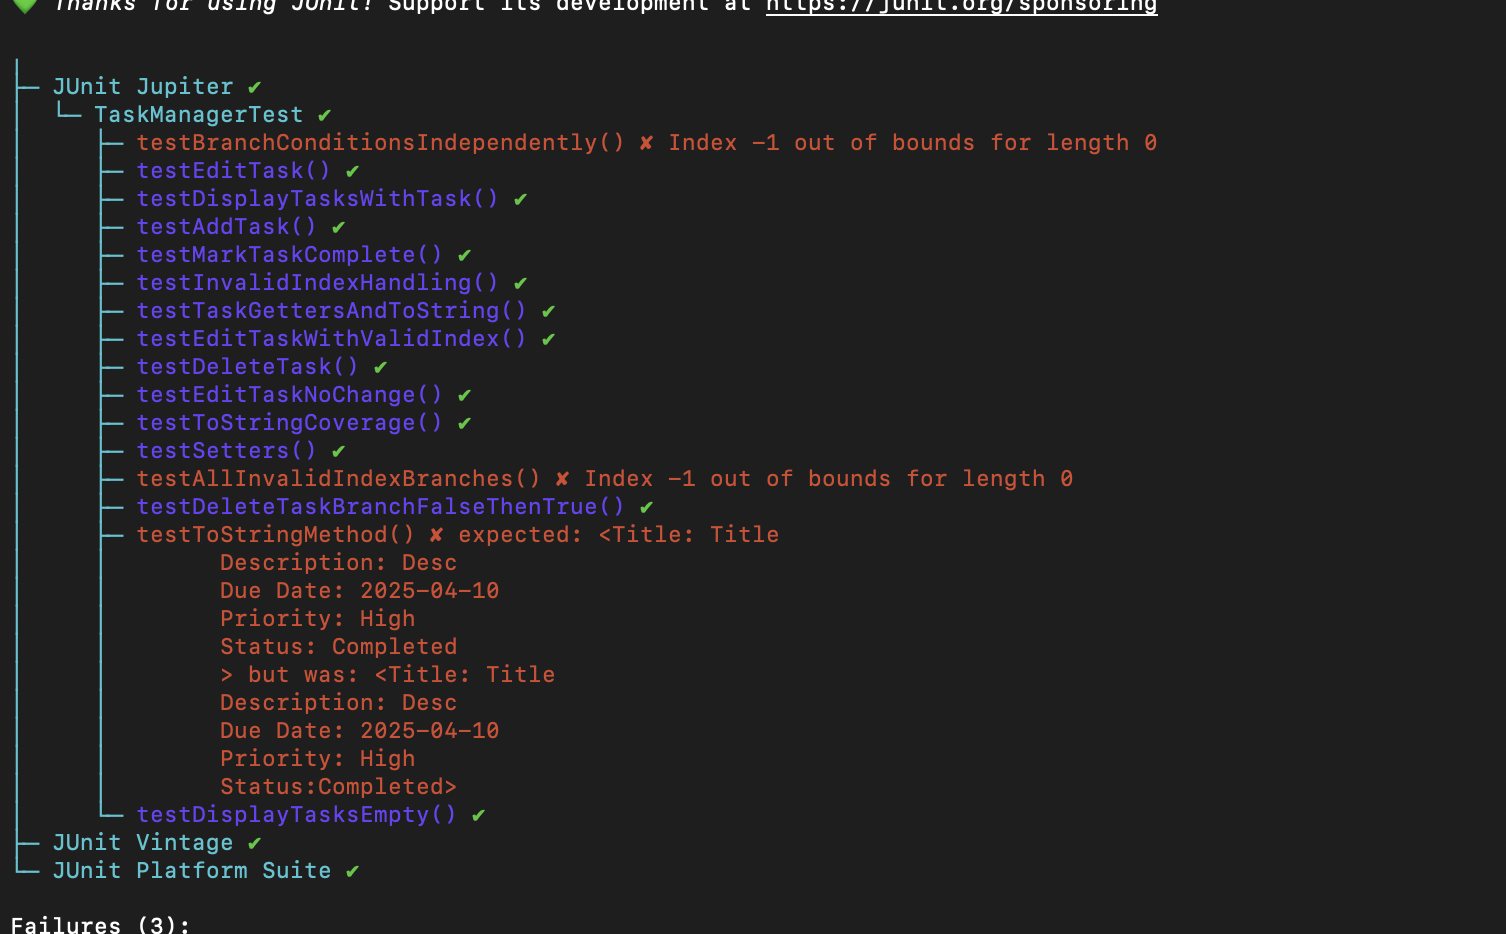 💚 Thanks for using JUnit! Support its development at https://junit.org/sponsoring
JUnit Jupiter ✔
TaskManagerTest ✔
testBranchConditionsIndependently() ✘ Index -1 out of bounds for length 0
testEditTask() ✔
testDisplayTasksWithTask() ✔
testAddTask() ✔
testMarkTaskComplete() ✔
testInvalidIndexHandling() ✔
testTaskGettersAndToString() ✔
testEditTaskWithValidIndex() ✔
testDeleteTask() ✔
testEditTaskNoChange() ✔
testToStringCoverage() ✔
testSetters() ✔
testAllInvalidIndexBranches() ✘ Index -1 out of bounds for length 0
testDeleteTaskBranchFalseThenTrue() ✔
testToStringMethod() ✘ expected: <Title: Title
Description: Desc
Due Date: 2025-04-10
Priority: High
Status: Completed
> but was: <Title: Title
Description: Desc
Due Date: 2025-04-10
Priority: High
Status:Completed>
testDisplayTasksEmpty() ✔
JUnit Vintage ✔
JUnit Platform Suite ✔
Failures (3):